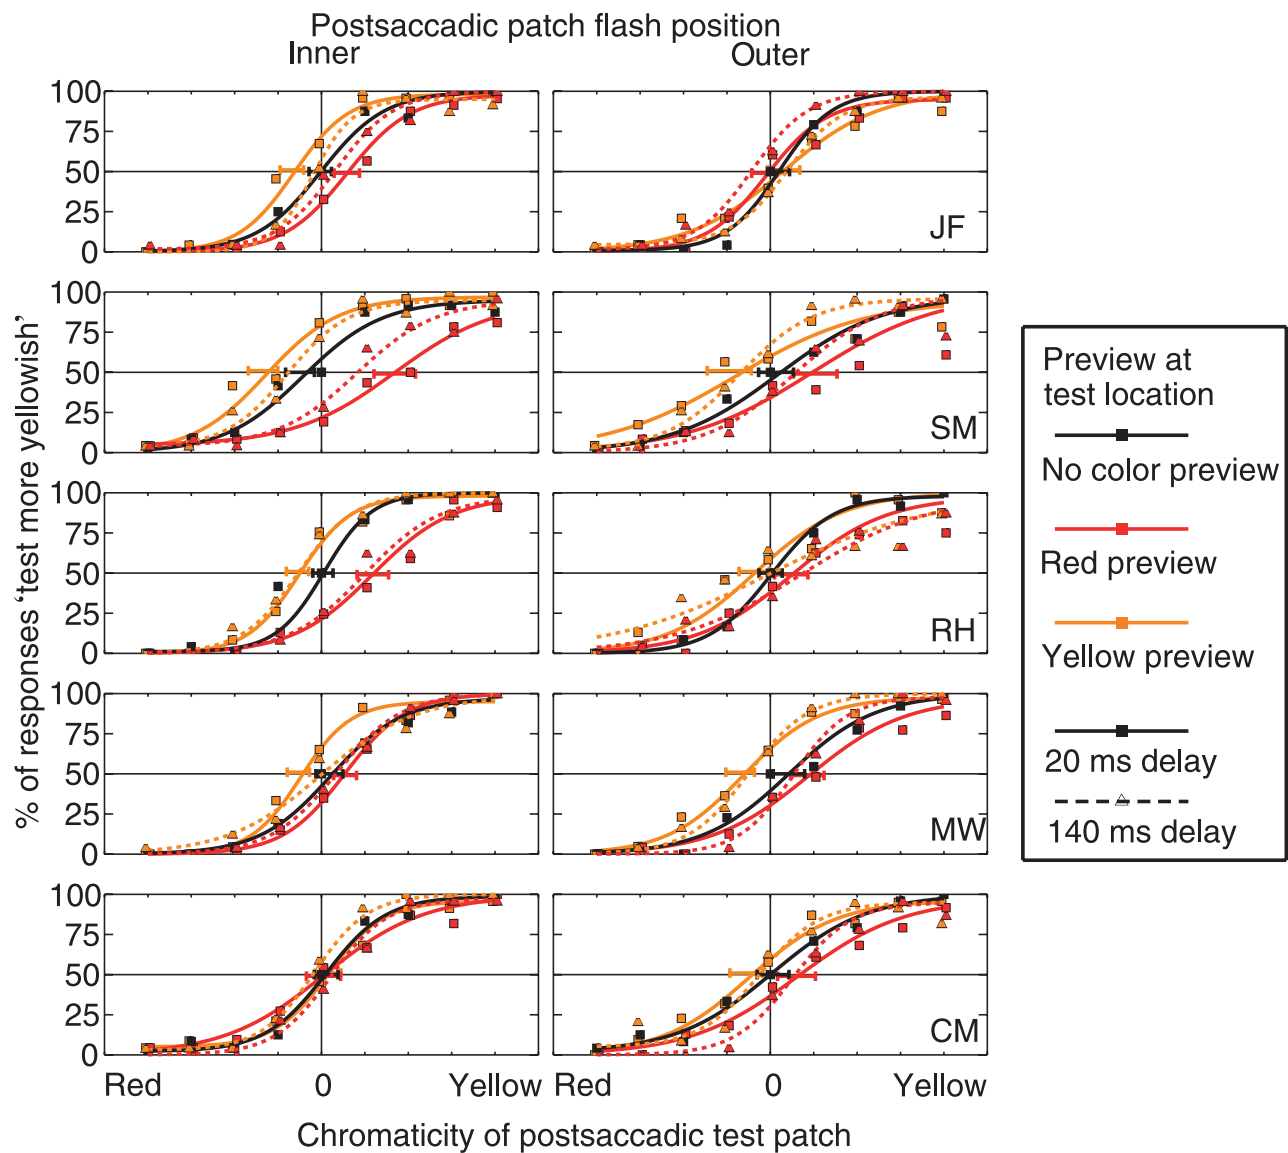 Postsaccadic patch flash position
Inner Outer
100
75
50
25
0
JF
100
75
50
25
0
SM
100
75
50
25
0
RH
100
75
50
25
0
MW
100
75
50
25
0
CM
Red 0 Yellow Red 0 Yellow
Chromaticity of postsaccadic test patch
% of responses ‘test more yellowish’
Preview at
test location
No color preview
Red preview
Yellow preview
20 ms delay
140 ms delay